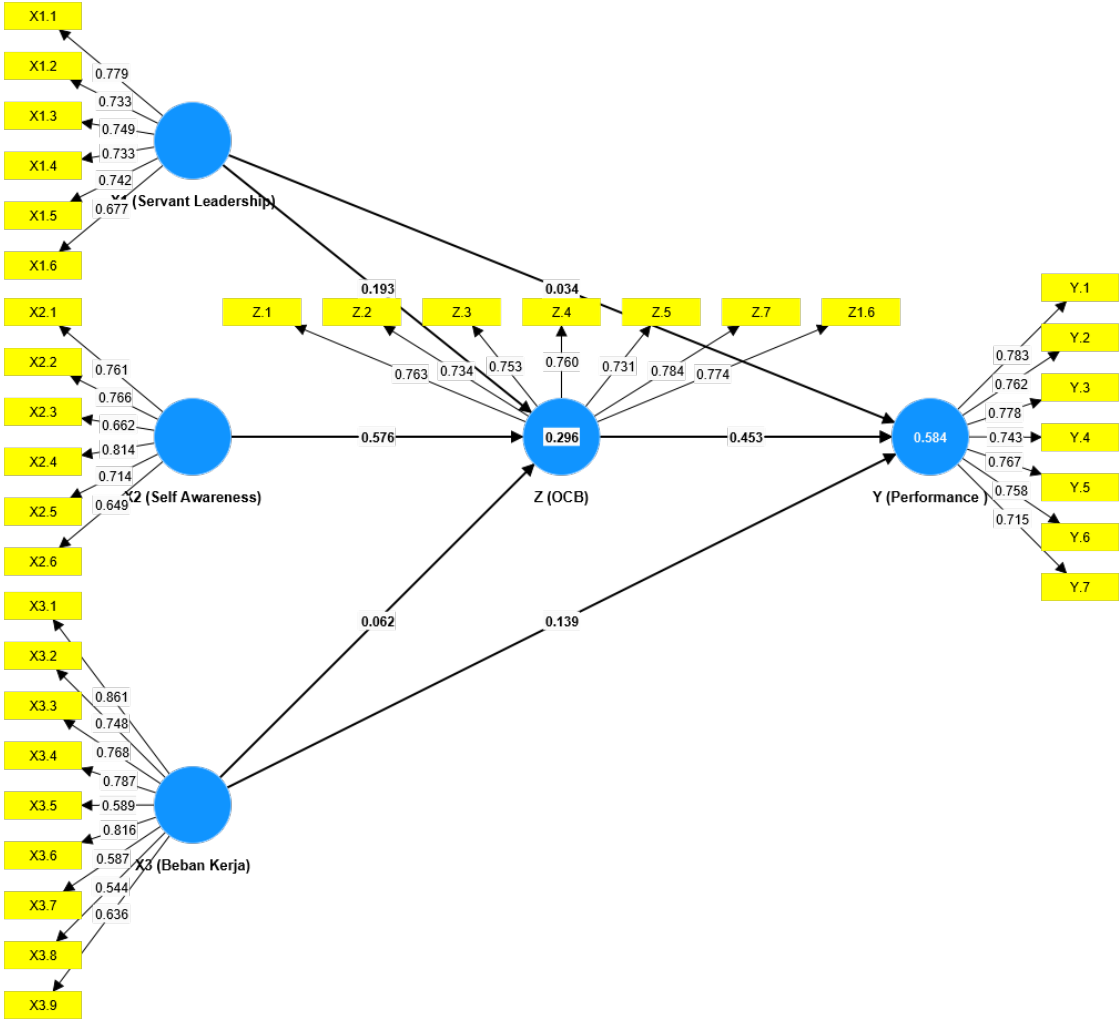 X1.1
X1.2
X1.3
X1.4
X1.5
X1.6
0.779
0.733
0.749
0.733
0.742
0.677
X1 (Servant Leadership)
X2.1
X2.2
X2.3
X2.4
X2.5
X2.6
0.761
0.766
0.662
0.814
0.714
0.649
X2 (Self Awareness)
X3.1
X3.2
X3.3
X3.4
X3.5
X3.6
X3.7
X3.8
X3.9
0.861
0.748
0.768
0.787
0.589
0.816
0.587
0.544
0.636
X3 (Beban Kerja)
0.193
0.034
0.576
0.453
0.062
0.139
Z.1
Z.2
Z.3
Z.4
Z.5
Z.7
Z1.6
0.763
0.734
0.753
0.760
0.731
0.784
0.774
0.296
Z (OCB)
0.584
Y (Performance )
Y.1
Y.2
Y.3
Y.4
Y.5
Y.6
Y.7
0.783
0.762
0.778
0.743
0.767
0.758
0.715